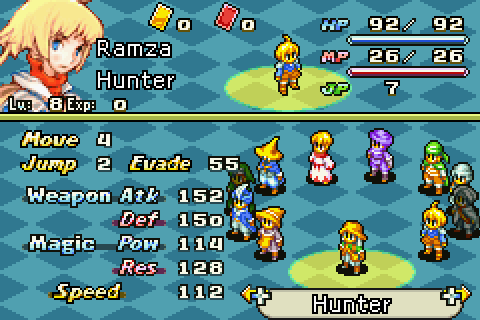 0 0 HP 92/ 92
Ramza MP 26/ 26
Hunter JP 7
Lv: 8 Exp: 0
Move 4
Jump 2 Evade 55
Weapon Atk 152
Def 150
Magic Pow 114
Res 128
Speed 112
Hunter